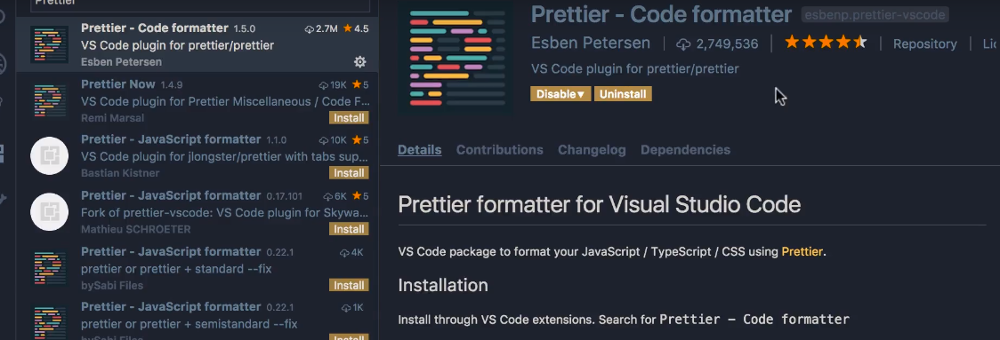 Prettier
Prettier - Code formatter 1.5.0 2.7M 4.5
VS Code plugin for prettier/prettier
Esben Petersen
Prettier Now 1.4.9 19K 5
VS Code plugin for Prettier Miscellaneous / Code F...
Remi Marsal Install
Prettier - JavaScript formatter 1.1.0 10K 5
VS Code plugin for jlongster/prettier with tabs sup...
Bastian Kistner Install
Prettier - JavaScript formatter 0.17.101 6K 5
Fork of prettier-vscode: VS Code plugin for Skywa...
Mathieu SCHROETER Install
Prettier - JavaScript formatter 0.22.1 4K
prettier or prettier + standard --fix
bySabi Files Install
Prettier - JavaScript formatter 0.22.1 1K
prettier or prettier + semistandard --fix
bySabi Files Install
Prettier - Code formatter esbenp.prettier-vscode
Esben Petersen 2,749,536 Repository Lic
VS Code plugin for prettier/prettier
Disable Uninstall
Details Contributions Changelog Dependencies
Prettier formatter for Visual Studio Code
VS Code package to format your JavaScript / TypeScript / CSS using Prettier.
Installation
Install through VS Code extensions. Search for Prettier - Code formatter